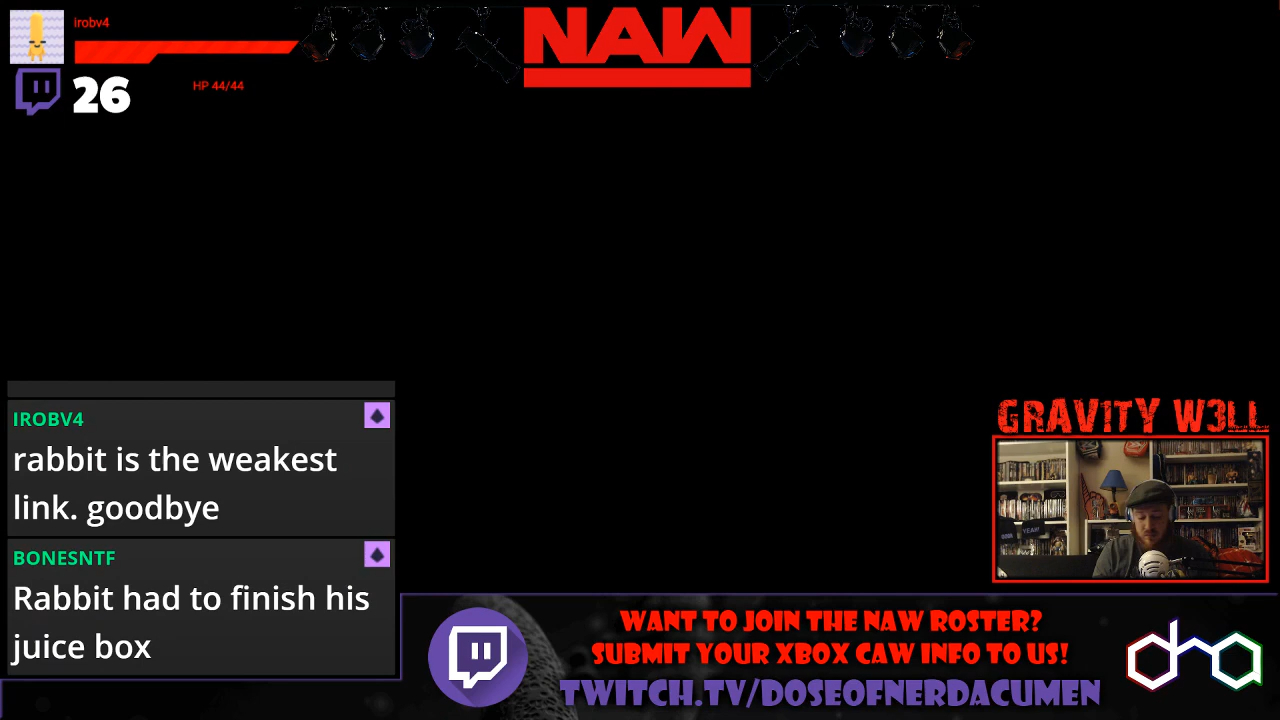 irobv4
HP 44/44
26
NAW
IROBV4
rabbit is the weakest
link. goodbye
BONESNTF
Rabbit had to finish his
juice box
GRAVITY W3LL
YEAH!
WANT TO JOIN THE NAW ROSTER?
SUBMIT YOUR XBOX CAW INFO TO US!
TWITCH.TV/DOSEOFNERDACUMEN
dna